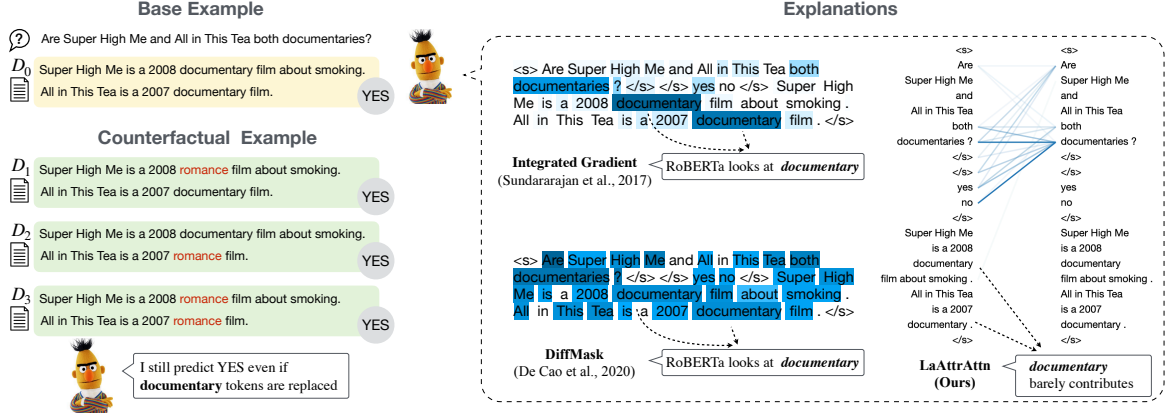 Base Example
Are Super High Me and All in This Tea both documentaries?
D0
Super High Me is a 2008 documentary film about smoking.
All in This Tea is a 2007 documentary film.
YES
Counterfactual Example
D1
Super High Me is a 2008 romance film about smoking.
All in This Tea is a 2007 documentary film.
YES
D2
Super High Me is a 2008 documentary film about smoking.
All in This Tea is a 2007 romance film.
YES
D3
Super High Me is a 2008 romance film about smoking.
All in This Tea is a 2007 romance film.
YES
I still predict YES even if
documentary tokens are replaced
Explanations
<s> Are Super High Me and All in This Tea both
documentaries ? </s> </s> yes no </s> Super High
Me is a 2008 documentary film about smoking .
All in This Tea is a 2007 documentary film . </s>
Integrated Gradient
(Sundararajan et al., 2017)
RoBERTa looks at documentary
<s> Are Super High Me and All in This Tea both
documentaries ? </s> </s> yes no </s> Super High
Me is a 2008 documentary film about smoking .
All in This Tea is a 2007 documentary film . </s>
DiffMask
(De Cao et al., 2020)
RoBERTa looks at documentary
<s>
Are
Super High Me
and
All in This Tea
both
documentaries ?
</s>
</s>
yes
no
</s>
Super High Me
is a 2008
documentary
film about smoking .
All in This Tea
is a 2007
documentary .
</s>
<s>
Are
Super High Me
and
All in This Tea
both
documentaries ?
</s>
</s>
yes
no
</s>
Super High Me
is a 2008
documentary
film about smoking .
All in This Tea
is a 2007
documentary .
</s>
LaAttrAttn
(Ours)
documentary
barely contributes